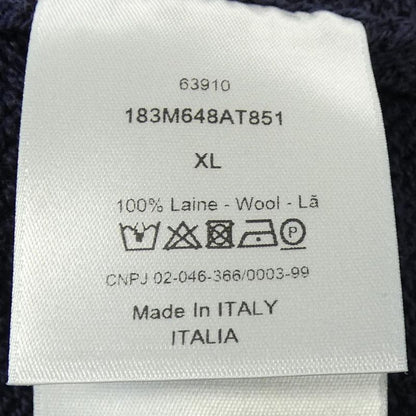 63910
183M648AT851
XL
100% Laine - Wool - Lã
P
CNPJ 02-046-366/0003-99
Made In ITALY
ITALIA